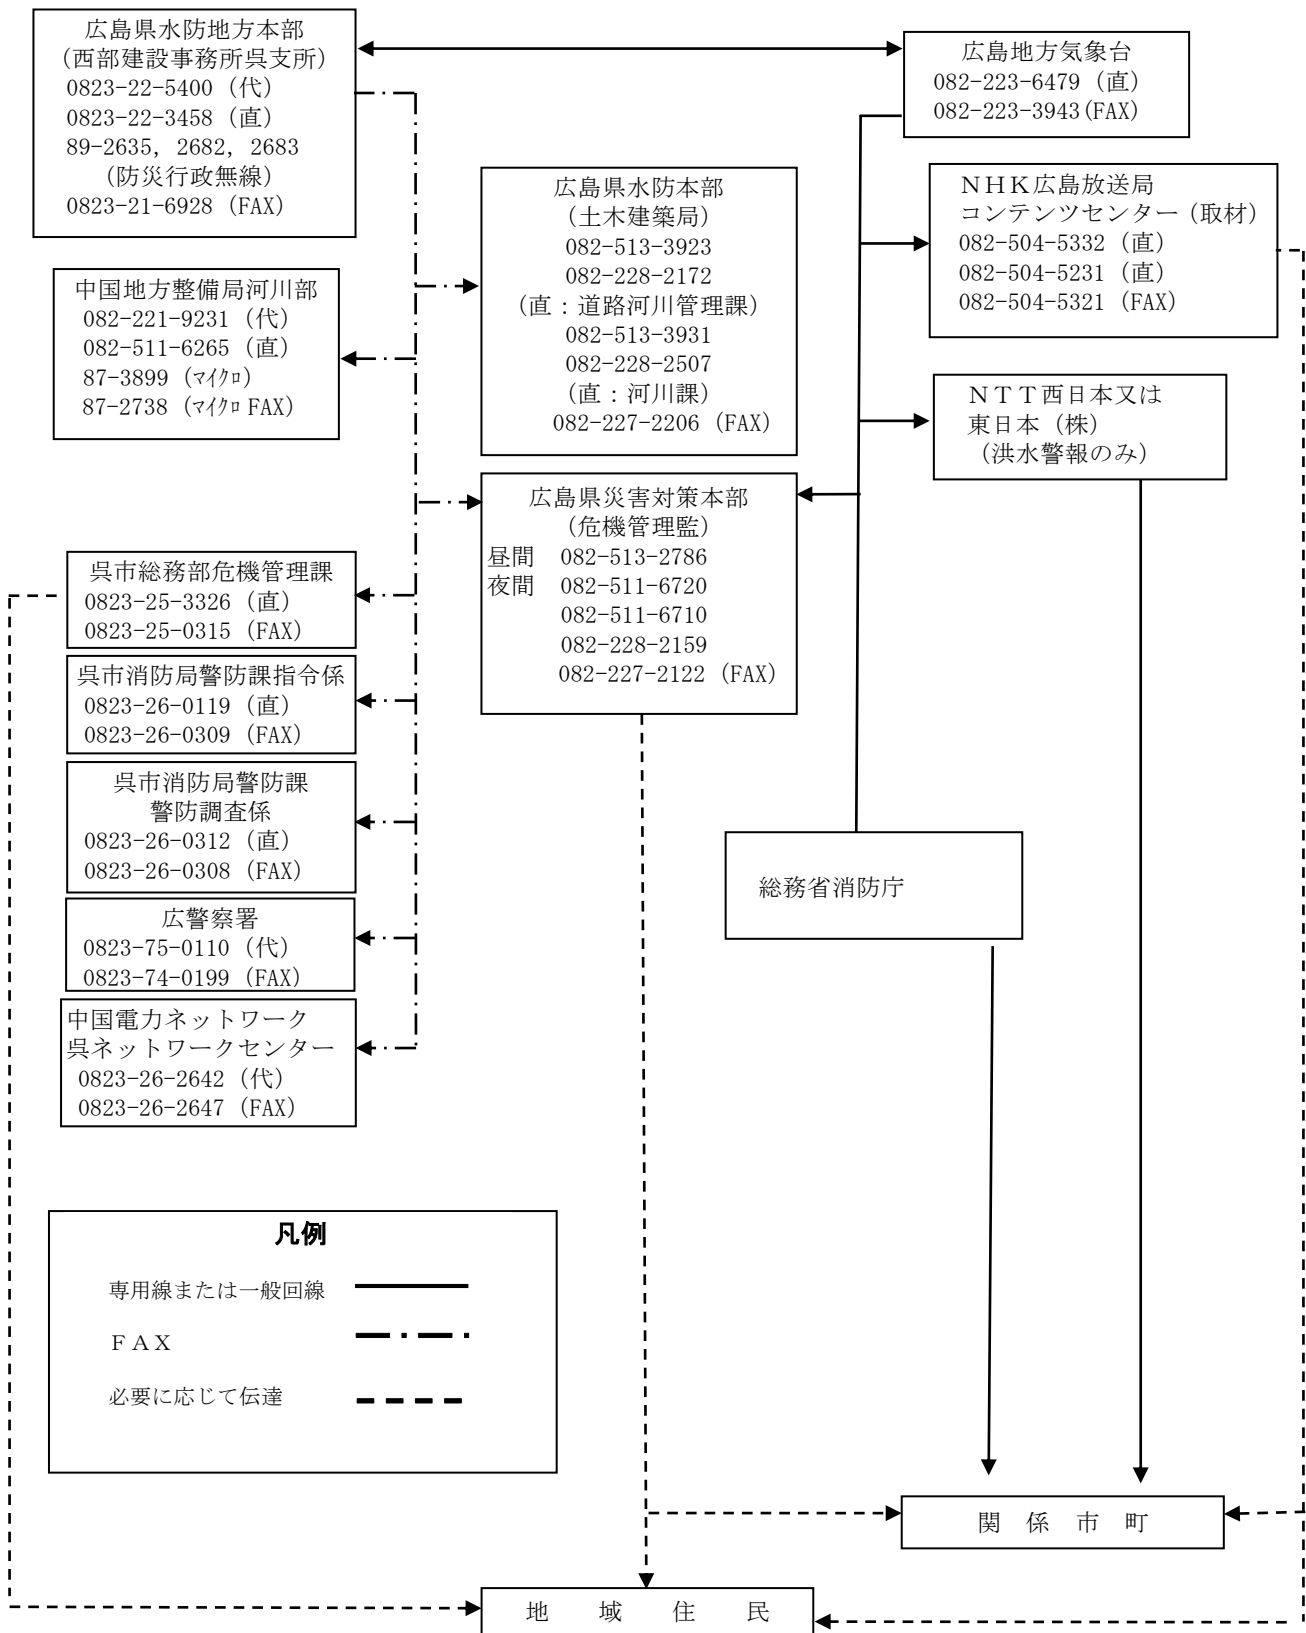 広島県水防地方本部
(西部建設事務所呉支所)
0823-22-5400 (代)
0823-22-3458 (直)
89-2635, 2682, 2683
(防災行政無線)
0823-21-6928 (FAX)
中国地方整備局河川部
082-221-9231 (代)
082-511-6265 (直)
87-3899 (ﾏｲｸﾛ)
87-2738 (ﾏｲｸﾛ FAX)
呉市総務部危機管理課
0823-25-3326 (直)
0823-25-0315 (FAX)
呉市消防局警防課指令係
0823-26-0119 (直)
0823-26-0309 (FAX)
呉市消防局警防課
警防調査係
0823-26-0312 (直)
0823-26-0308 (FAX)
広警察署
0823-75-0110 (代)
0823-74-0199 (FAX)
中国電力ネットワーク
呉ネットワークセンター
0823-26-2642 (代)
0823-26-2647 (FAX)
広島県水防本部
(土木建築局)
082-513-3923
082-228-2172
(直:道路河川管理課)
082-513-3931
082-228-2507
(直:河川課)
082-227-2206 (FAX)
広島県災害対策本部
(危機管理監)
昼間 082-513-2786
夜間 082-511-6720
082-511-6710
082-228-2159
082-227-2122 (FAX)
広島地方気象台
082-223-6479 (直)
082-223-3943(FAX)
NHK広島放送局
コンテンツセンター (取材)
082-504-5332 (直)
082-504-5231 (直)
082-504-5321 (FAX)
NTT西日本又は
東日本 (株)
(洪水警報のみ)
総務省消防庁
凡例
専用線または一般回線
FAX
必要に応じて伝達
関係市町
地域住民